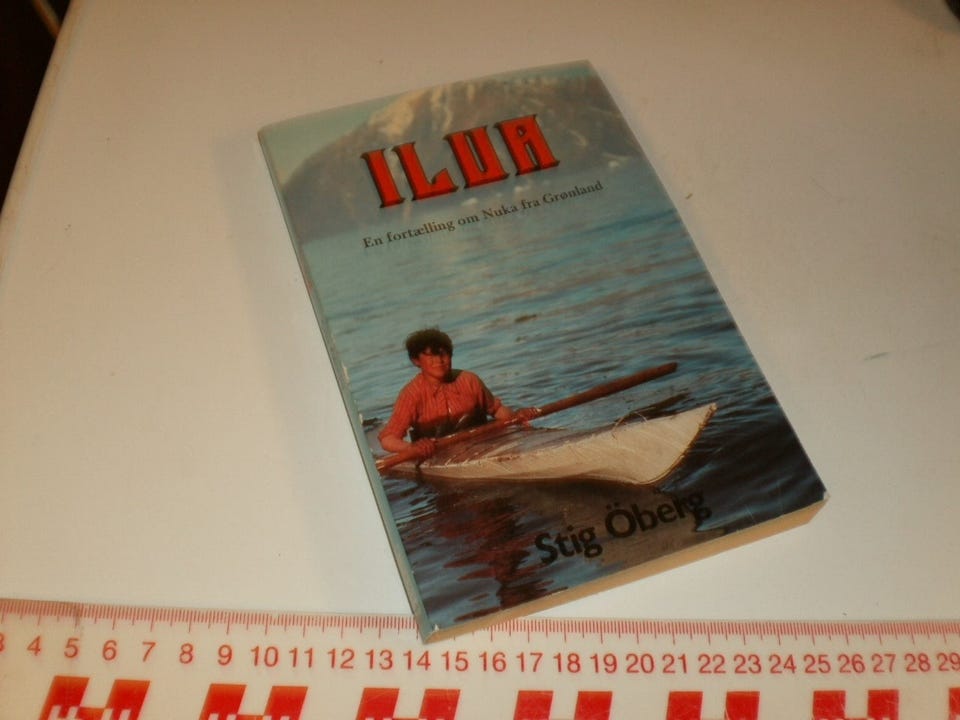 ILUA
En fortælling om Nuka fra Grønland
Stig Öberg
3 4 5 6 7 8 9 10 11 12 13 14 15 16 17 18 19 20 21 22 23 24 25 26 27 28 29